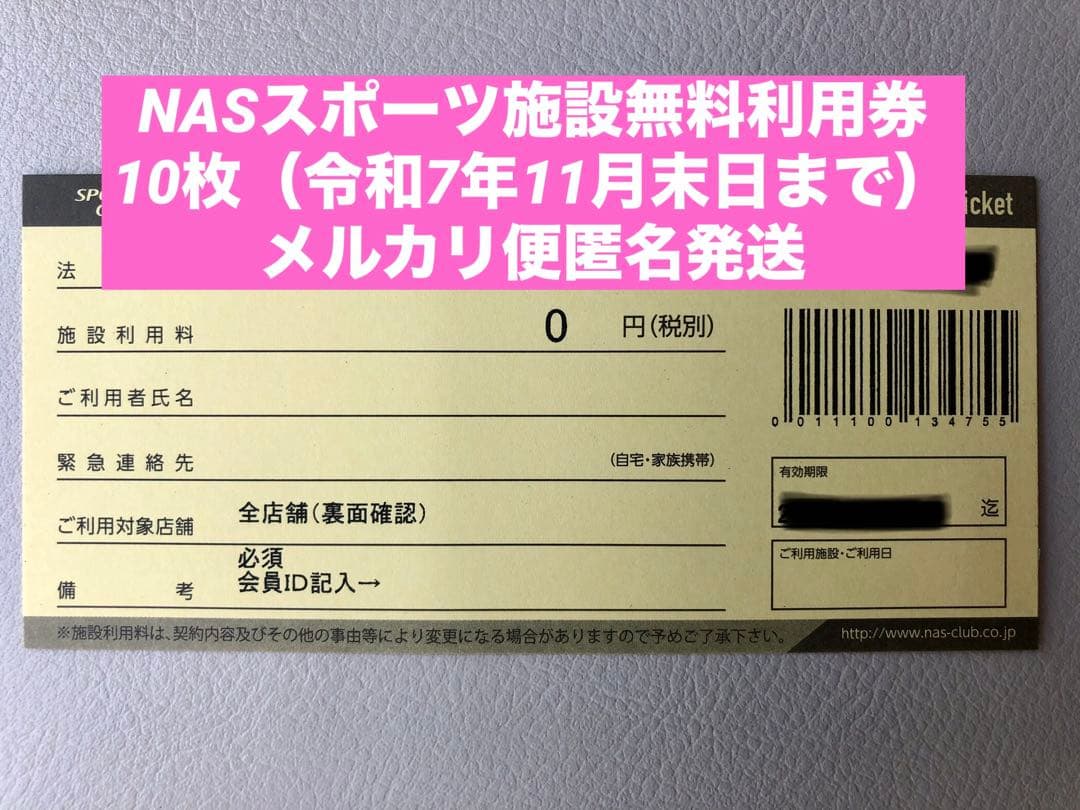 NASスポーツ施設無料利用券
10枚（令和7年11月末日まで）
メルカリ便匿名発送
法
施設利用料 0 円(税別)
ご利用者氏名
緊急連絡先 (自宅・家族携帯)
ご利用対象店舗 全店舗(裏面確認)
必須
備考 会員ID記入→
0011100134755
有効期限
迄
ご利用施設・ご利用日
※施設利用料は、契約内容及びその他の事由等により変更になる場合がありますので予めご了承下さい。
http://www.nas-club.co.jp